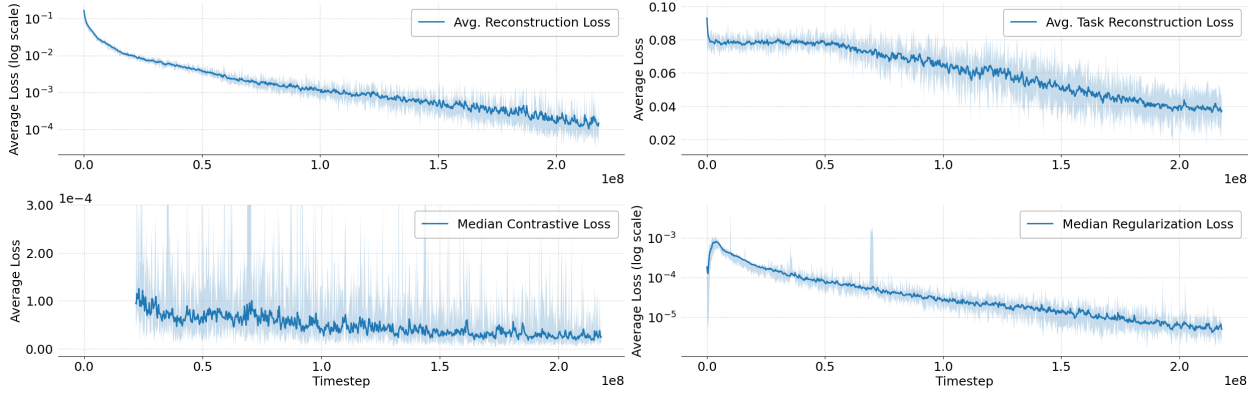 Average Loss (log scale)
10⁻¹
10⁻²
10⁻³
10⁻⁴
Avg. Reconstruction Loss
0.0 0.5 1.0 1.5 2.0
1e8
Average Loss
0.10
0.08
0.06
0.04
0.02
Avg. Task Reconstruction Loss
0.0 0.5 1.0 1.5 2.0
1e8
Average Loss
1e−4
3.00
2.00
1.00
0.00
Median Contrastive Loss
0.0 0.5 1.0 1.5 2.0
1e8
Timestep
Average Loss (log scale)
10⁻³
10⁻⁴
10⁻⁵
Median Regularization Loss
0.0 0.5 1.0 1.5 2.0
1e8
Timestep